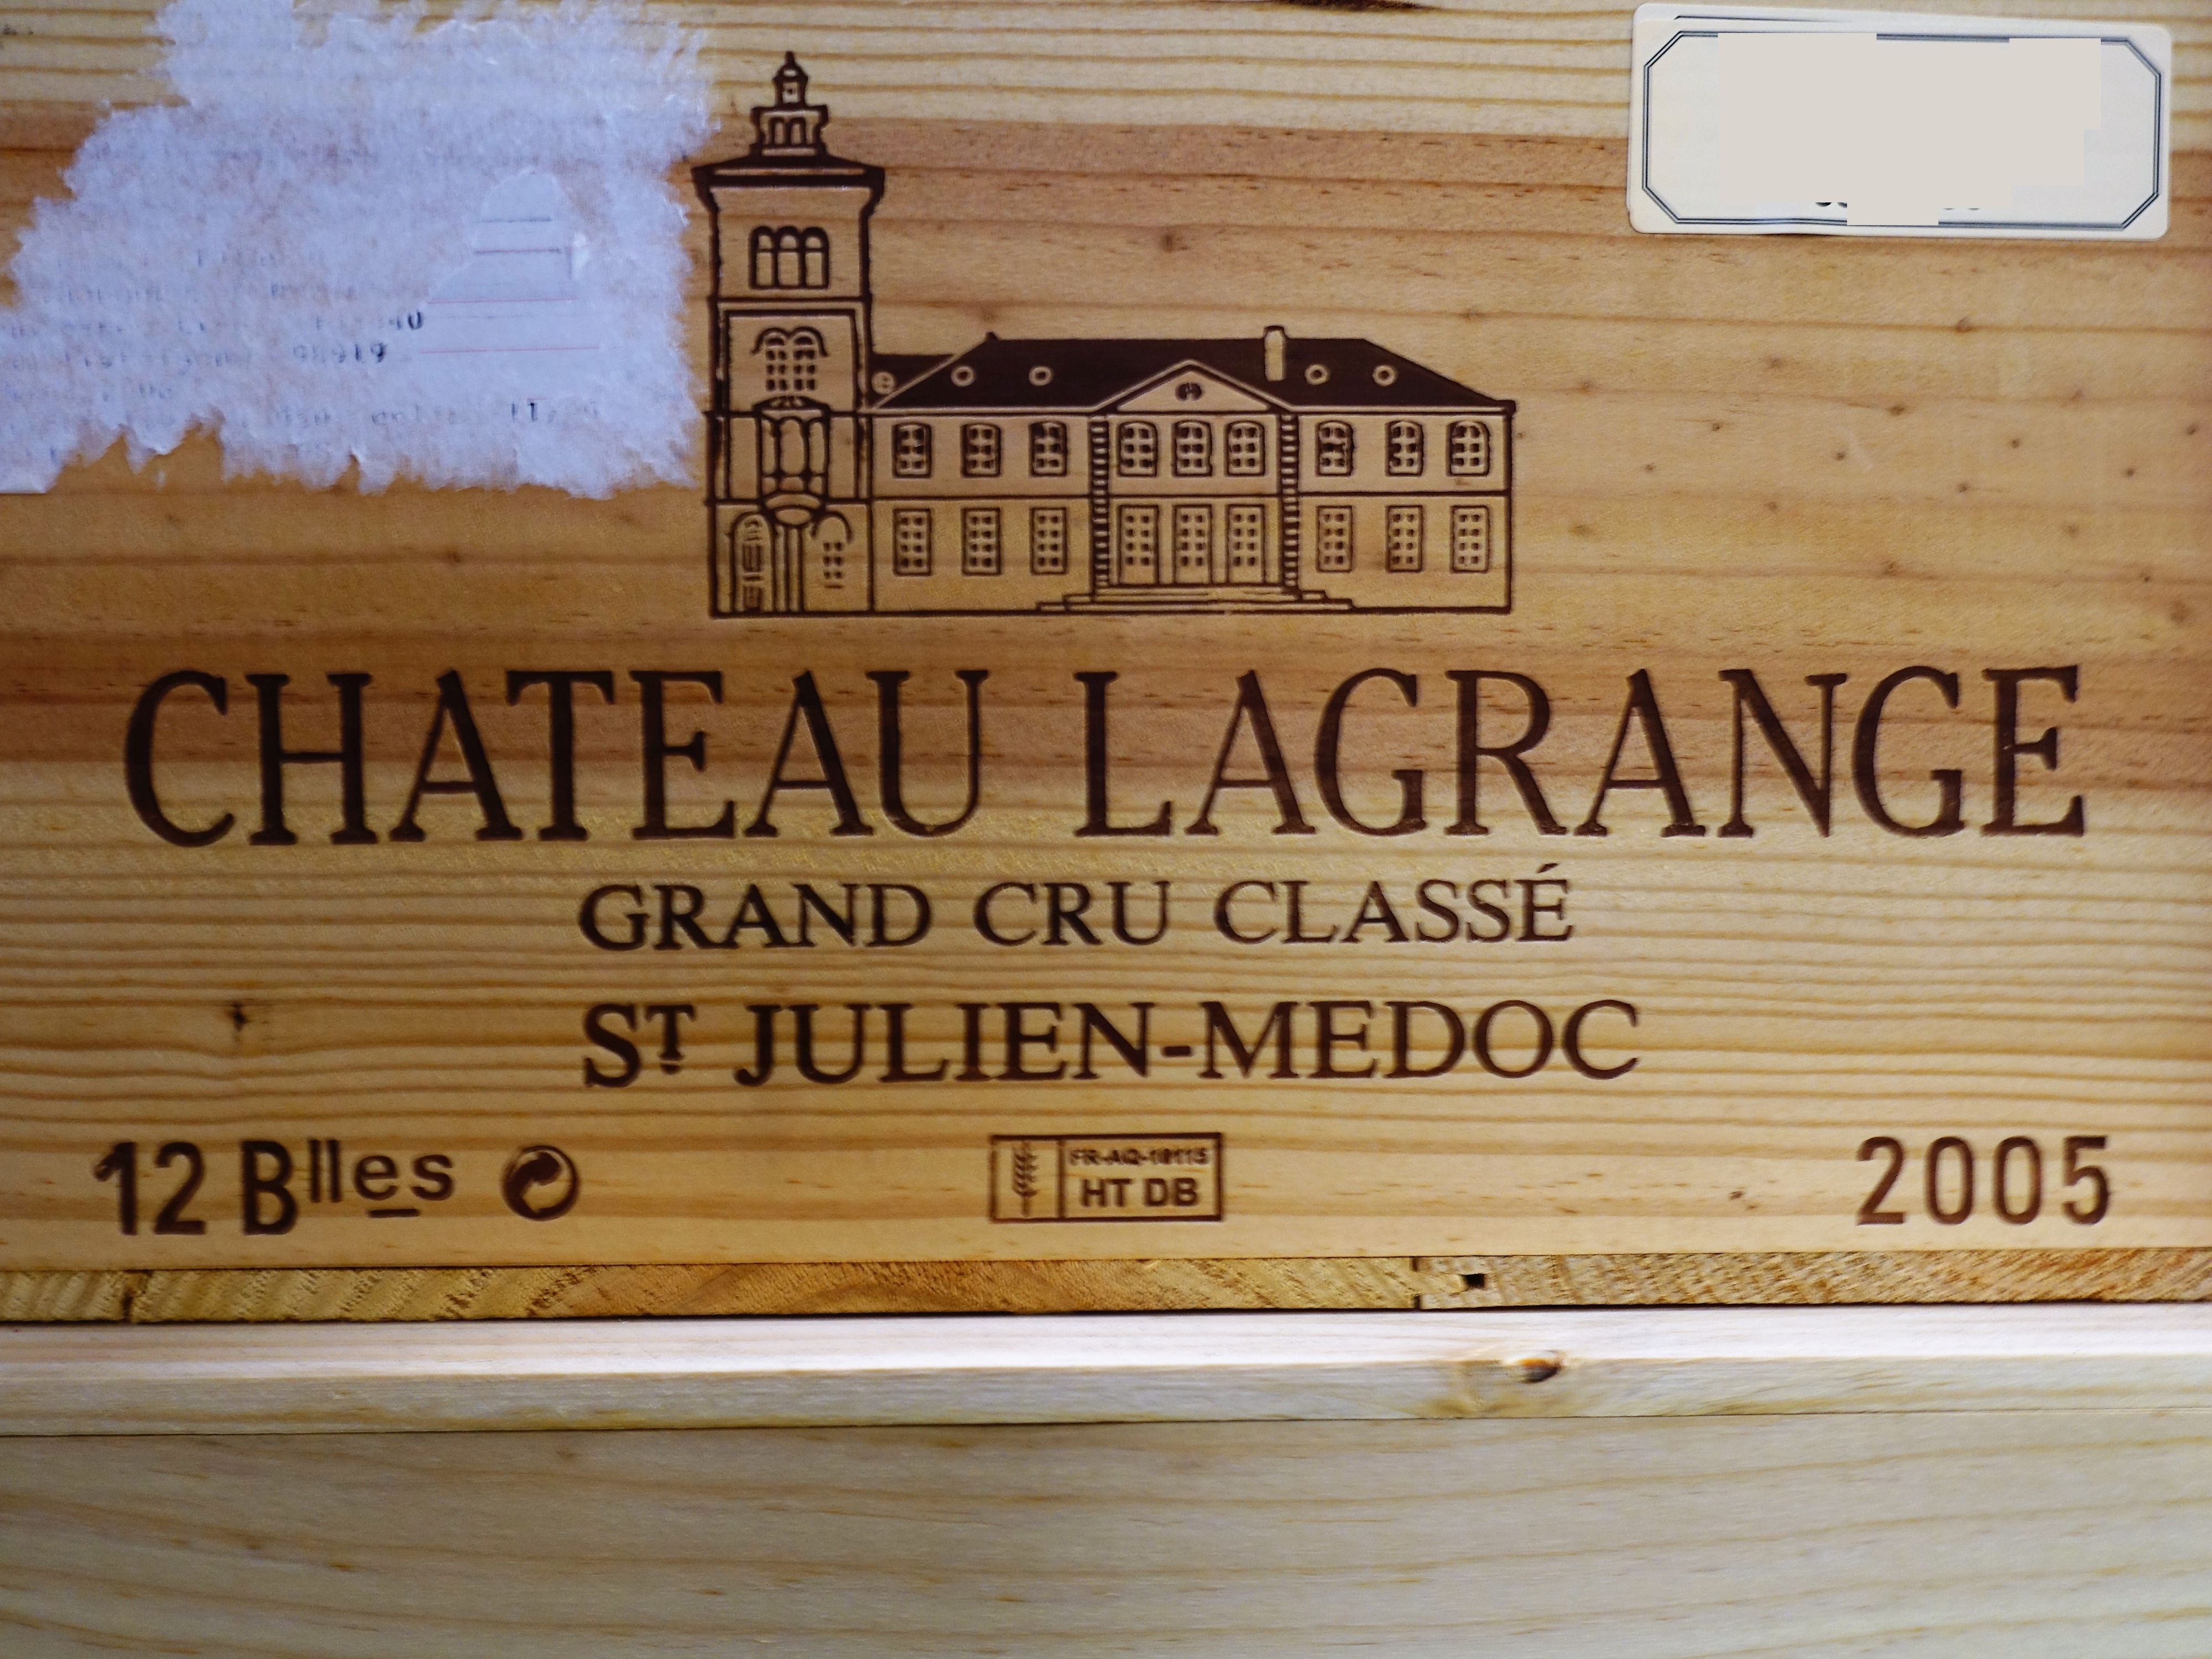 CHATEAU LAGRANGE
GRAND CRU CLASSÉ
ST JULIEN-MEDOC
12 Blles
FR-AQ-10115
HT DB
2005